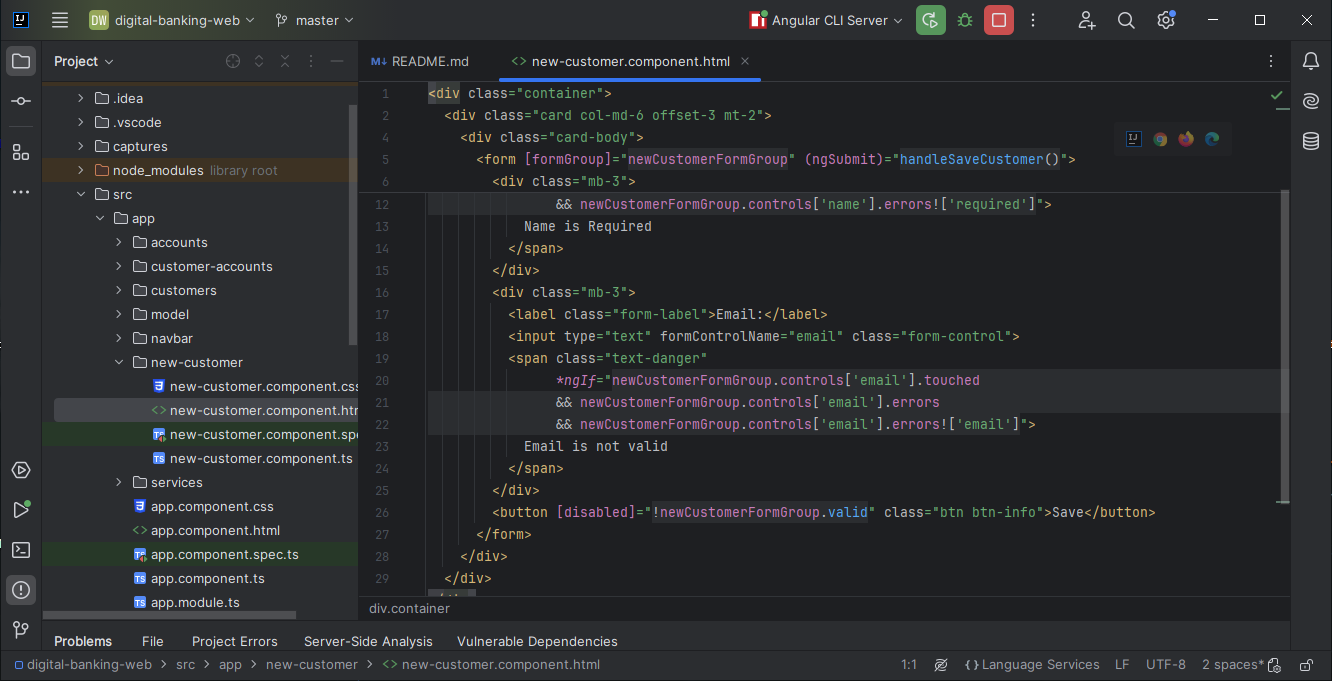 DW digital-banking-web master Angular CLI Server
Project
README.md new-customer.component.html
.idea
.vscode
captures
node_modules library root
src
app
accounts
customer-accounts
customers
model
navbar
new-customer
new-customer.component.css
new-customer.component.htm
new-customer.component.spe
new-customer.component.ts
services
app.component.css
app.component.html
app.component.spec.ts
app.component.ts
app.module.ts
1 <div class="container">
2 <div class="card col-md-6 offset-3 mt-2">
4 <div class="card-body">
5 <form [formGroup]="newCustomerFormGroup" (ngSubmit)="handleSaveCustomer()">
6 <div class="mb-3">
12 && newCustomerFormGroup.controls['name'].errors!['required']">
13 Name is Required
14 </span>
15 </div>
16 <div class="mb-3">
17 <label class="form-label">Email:</label>
18 <input type="text" formControlName="email" class="form-control">
19 <span class="text-danger"
20 *ngIf="newCustomerFormGroup.controls['email'].touched
21 && newCustomerFormGroup.controls['email'].errors
22 && newCustomerFormGroup.controls['email'].errors!['email']">
23 Email is not valid
24 </span>
25 </div>
26 <button [disabled]="!newCustomerFormGroup.valid" class="btn btn-info">Save</button>
27 </form>
28 </div>
29 </div>
div.container
Problems File Project Errors Server-Side Analysis Vulnerable Dependencies
digital-banking-web > src > app > new-customer > <> new-customer.component.html 1:1 {} Language Services LF UTF-8 2 spaces*